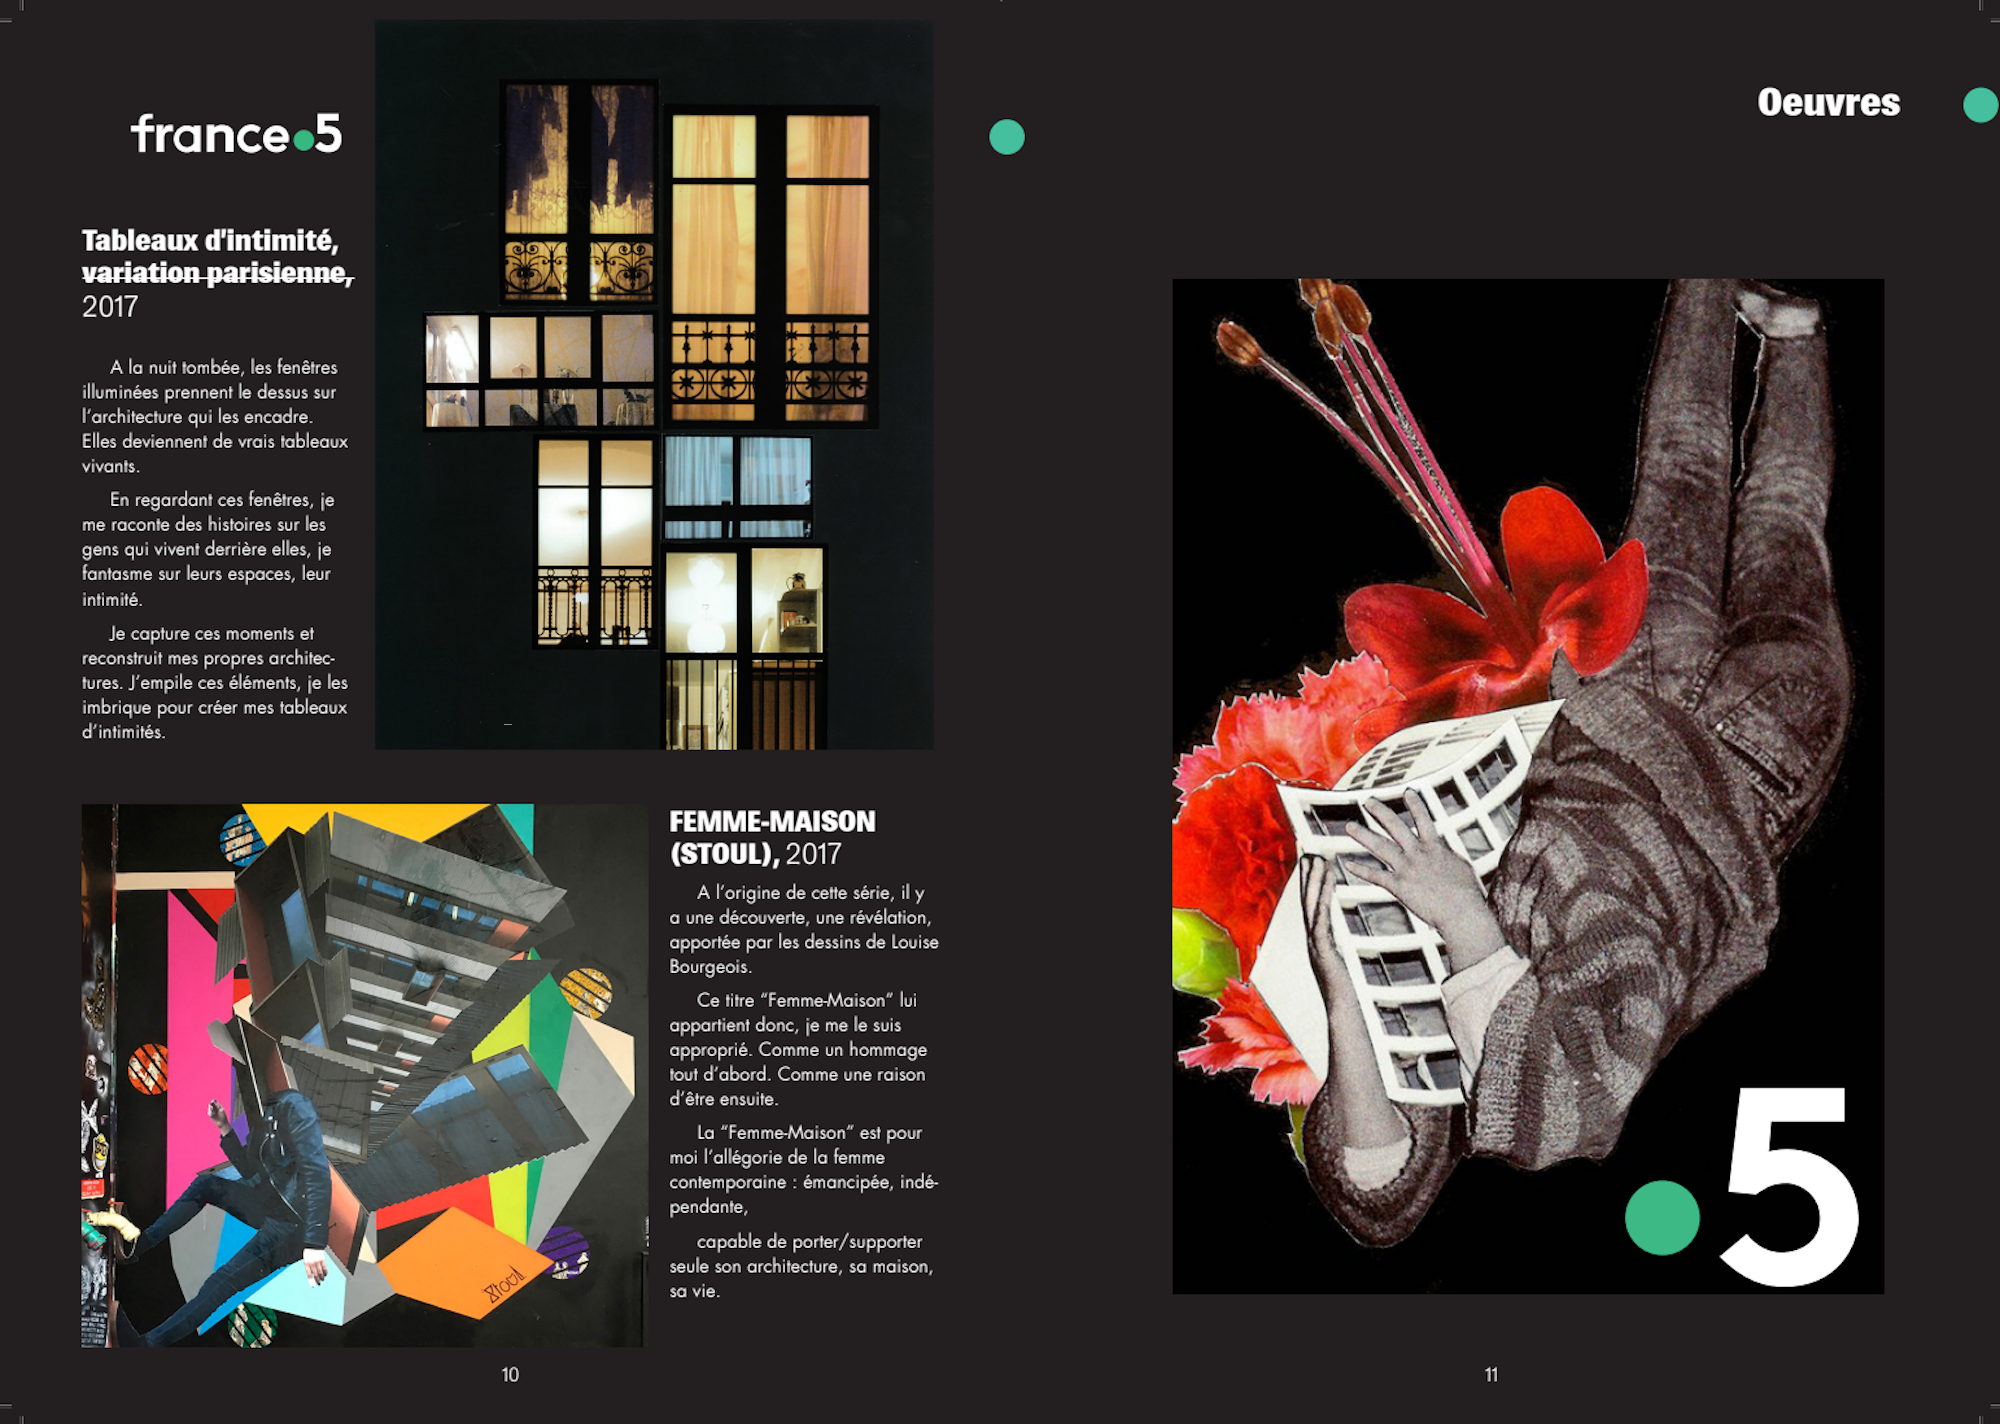 france.5
Oeuvres
Tableaux d'intimité,
variation parisienne,
2017
A la nuit tombée, les fenêtres
illuminées prennent le dessus sur
l'architecture qui les encadre.
Elles deviennent de vrais tableaux
vivants.
En regardant ces fenêtres, je
me raconte des histoires sur les
gens qui vivent derrière elles, je
fantasme sur leurs espaces, leur
intimité.
Je capture ces moments et
reconstruit mes propres architec-
tures. J'empile ces éléments, je les
imbrique pour créer mes tableaux
d'intimités.
FEMME-MAISON
(STOUL), 2017
A l'origine de cette série, il y
a une découverte, une révélation,
apportée par les dessins de Louise
Bourgeois.
Ce titre “Femme-Maison” lui
appartient donc, je me le suis
approprié. Comme un hommage
tout d'abord. Comme une raison
d'être ensuite.
La “Femme-Maison” est pour
moi l'allégorie de la femme
contemporaine : émancipée, indé-
pendante,
capable de porter/supporter
seule son architecture, sa maison,
sa vie.
Stoul
10
.5
11